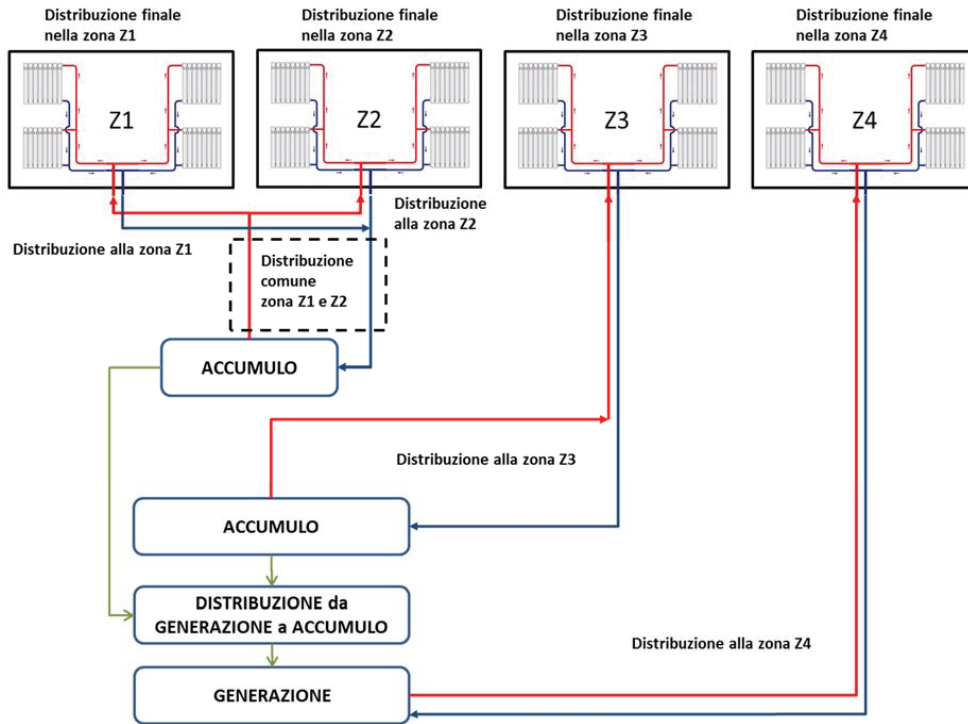 Distribuzione finale
nella zona Z1
Distribuzione finale
nella zona Z2
Distribuzione finale
nella zona Z3
Distribuzione finale
nella zona Z4
Z1
Z2
Z3
Z4
Distribuzione alla zona Z1
Distribuzione
alla zona Z2
Distribuzione
comune
zona Z1 e Z2
ACCUMULO
Distribuzione alla zona Z3
ACCUMULO
DISTRIBUZIONE da
GENERAZIONE a ACCUMULO
Distribuzione alla zona Z4
GENERAZIONE